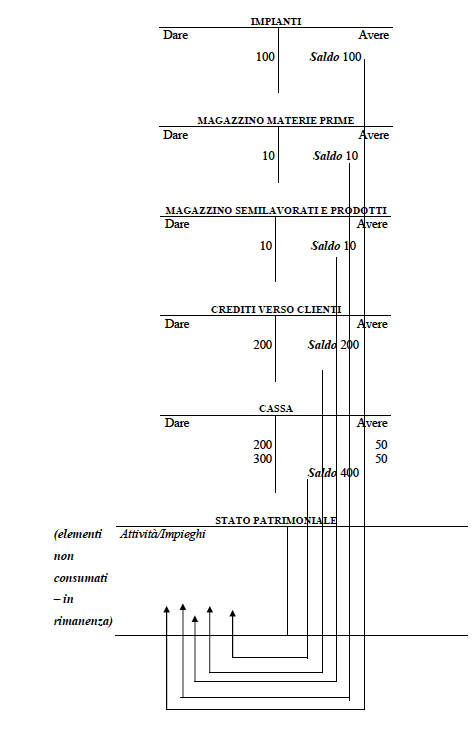 IMPIANTI
Dare Avere
100 Saldo 100
MAGAZZINO MATERIE PRIME
Dare Avere
10 Saldo 10
MAGAZZINO SEMILAVORATI E PRODOTTI
Dare Avere
10 Saldo 10
CREDITI VERSO CLIENTI
Dare Avere
200 Saldo 200
CASSA
Dare Avere
200 50
300 50
Saldo 400
STATO PATRIMONIALE
(elementi Attività/Impieghi
non
consumati
– in
rimanenza)